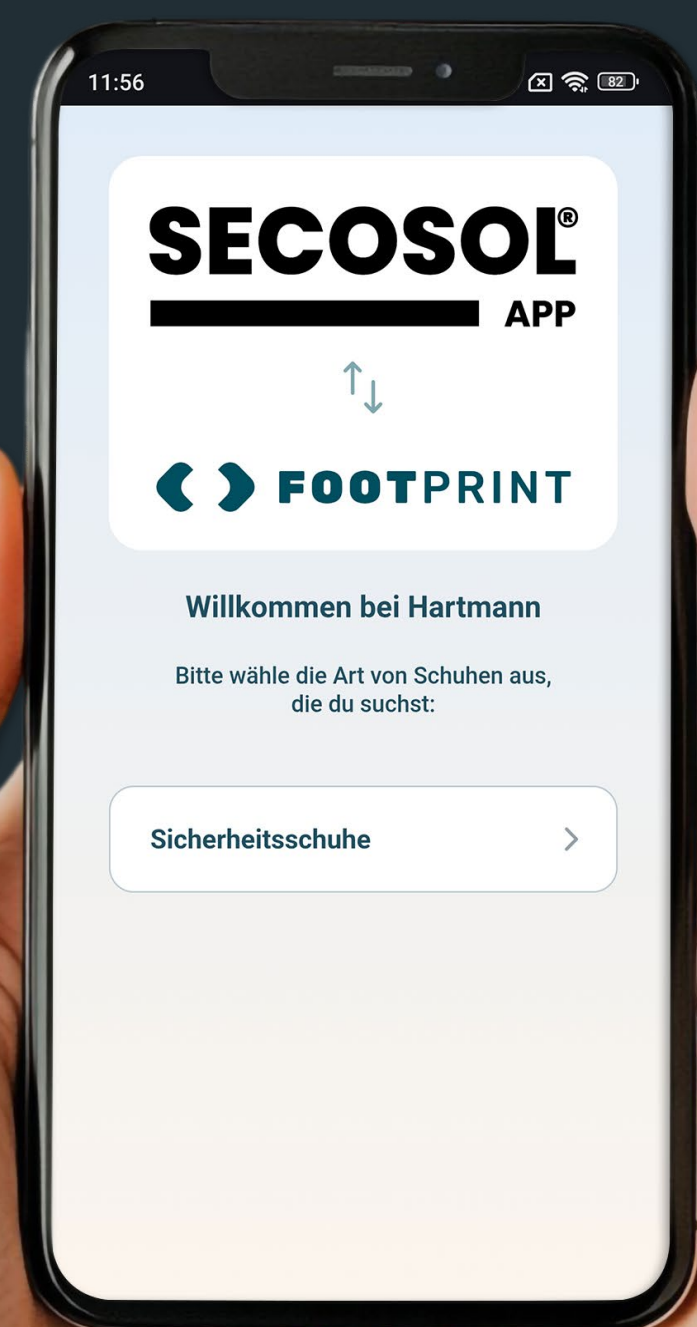 11:56
82
SECOSOL®
APP
FOOTPRINT
Willkommen bei Hartmann
Bitte wähle die Art von Schuhen aus,
die du suchst:
Sicherheitsschuhe